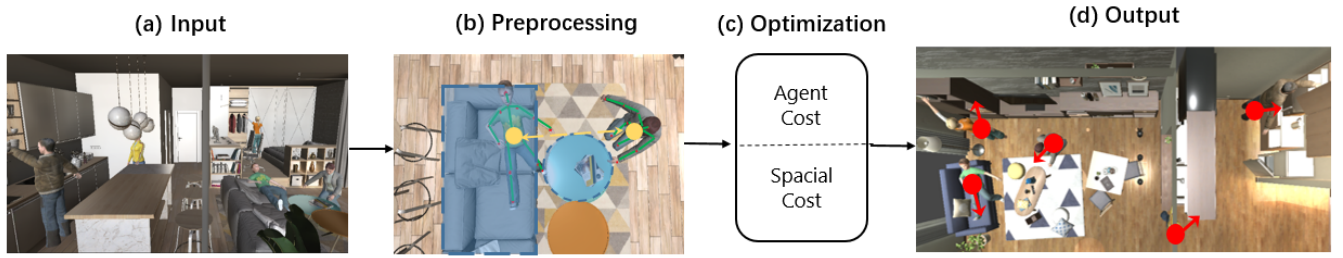 (a) Input
(b) Preprocessing
(c) Optimization
(d) Output
Agent
Cost
Spacial
Cost